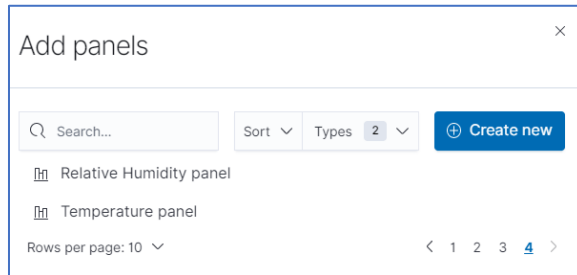 Add panels
Search... Sort Types 2 Create new
Relative Humidity panel
Temperature panel
Rows per page: 10 1 2 3 4